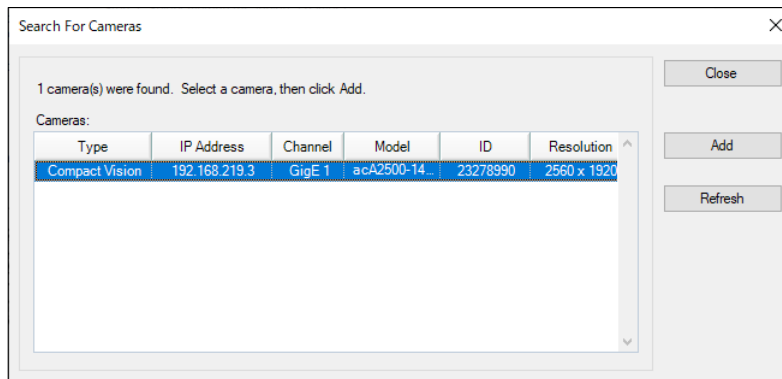 Search For Cameras
1 camera(s) were found. Select a camera, then click Add.
Close
Cameras:
Type IP Address Channel Model ID Resolution
Add
Compact Vision 192.168.219.3 GigE 1 acA2500-14... 23278990 2560 x 1920
Refresh